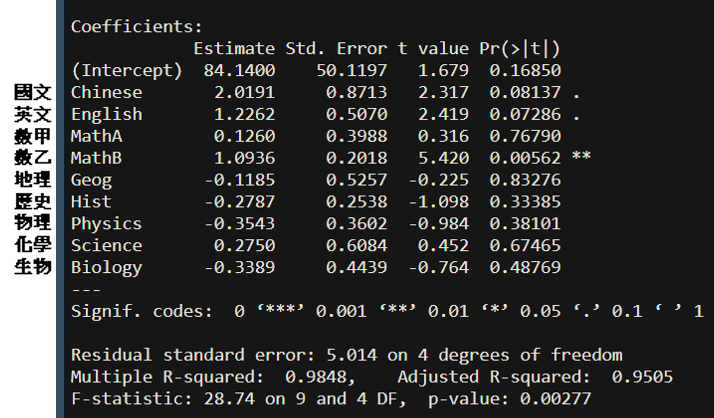 Coefficients:
Estimate Std. Error t value Pr(>|t|)
(Intercept) 84.1400 50.1197 1.679 0.16850
國文 Chinese 2.0191 0.8713 2.317 0.08137 .
英文 English 1.2262 0.5070 2.419 0.07286 .
數甲 MathA 0.1260 0.3988 0.316 0.76790
數乙 MathB 1.0936 0.2018 5.420 0.00562 **
地理 Geog -0.1185 0.5257 -0.225 0.83276
歷史 Hist -0.2787 0.2538 -1.098 0.33385
物理 Physics -0.3543 0.3602 -0.984 0.38101
化學 Science 0.2750 0.6084 0.452 0.67465
生物 Biology -0.3389 0.4439 -0.764 0.48769
---
Signif. codes: 0 ‘***’ 0.001 ‘**’ 0.01 ‘*’ 0.05 ‘.’ 0.1 ‘ ’ 1
Residual standard error: 5.014 on 4 degrees of freedom
Multiple R-squared: 0.9848, Adjusted R-squared: 0.9505
F-statistic: 28.74 on 9 and 4 DF, p-value: 0.00277